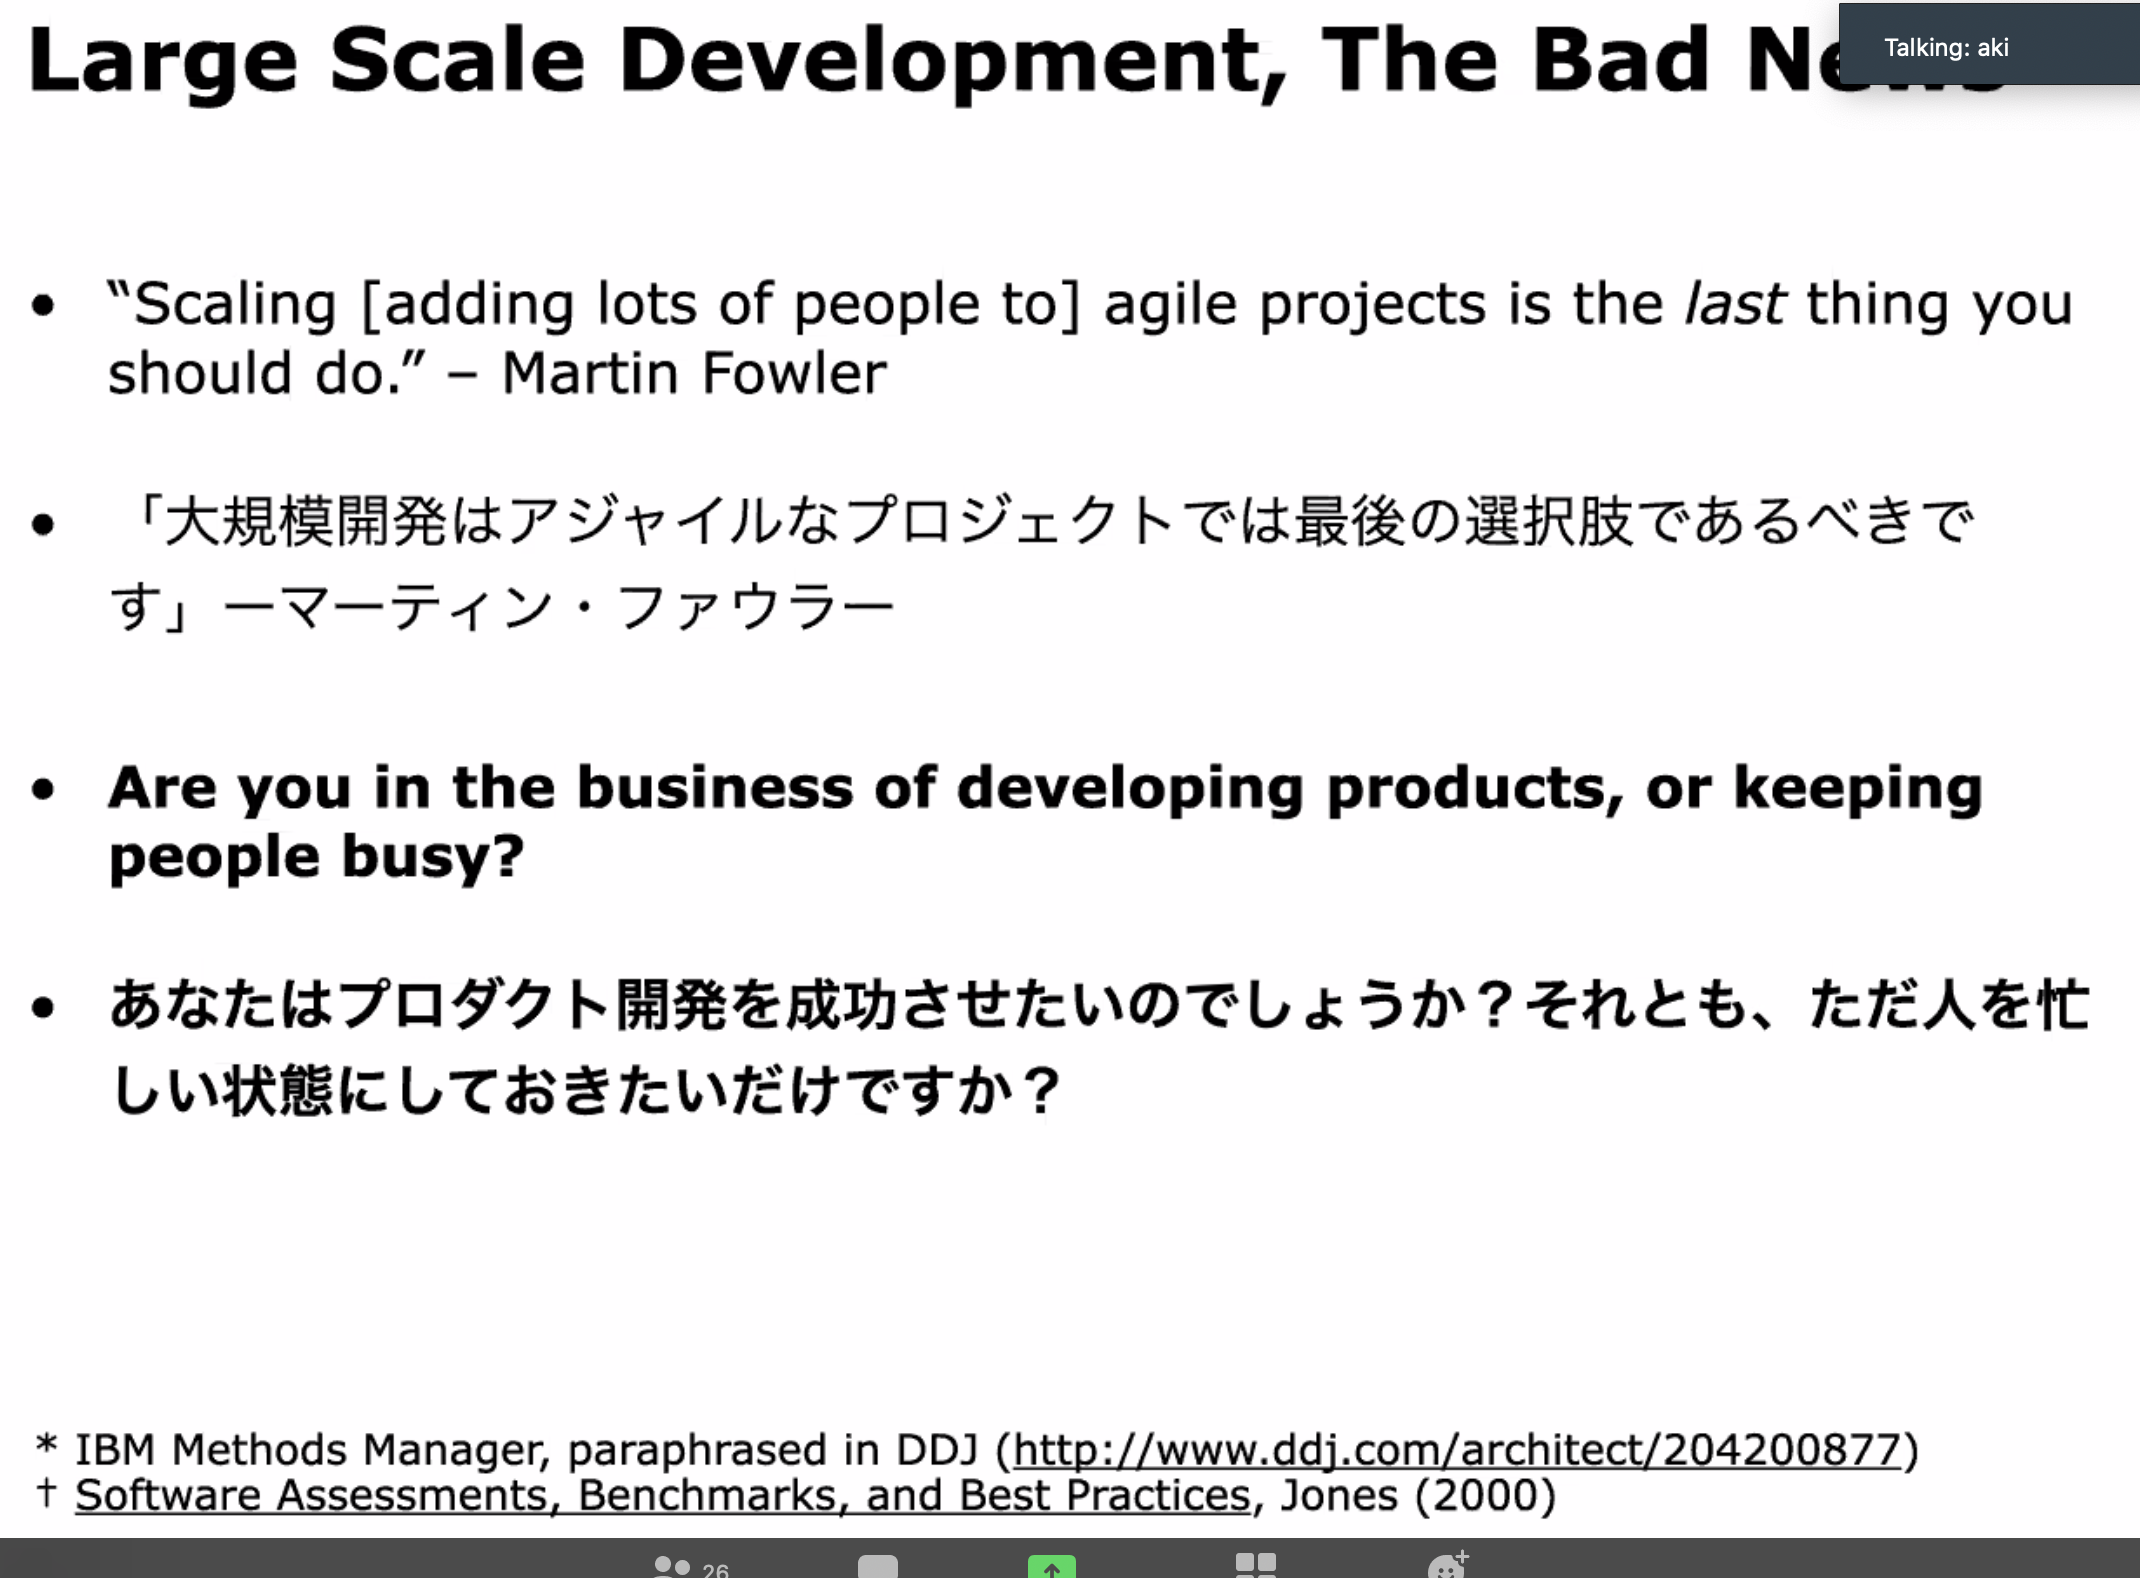 Large Scale Development, The Bad News
Talking: aki
• “Scaling [adding lots of people to] agile projects is the last thing you
should do.” – Martin Fowler
• 「大規模開発はアジャイルなプロジェクトでは最後の選択肢であるべきで
す」ーマーティン・ファウラー
• Are you in the business of developing products, or keeping
people busy?
• あなたはプロダクト開発を成功させたいのでしょうか？それとも、ただ人を忙
しい状態にしておきたいだけですか？
* IBM Methods Manager, paraphrased in DDJ (http://www.ddj.com/architect/204200877)
† Software Assessments, Benchmarks, and Best Practices, Jones (2000)
26